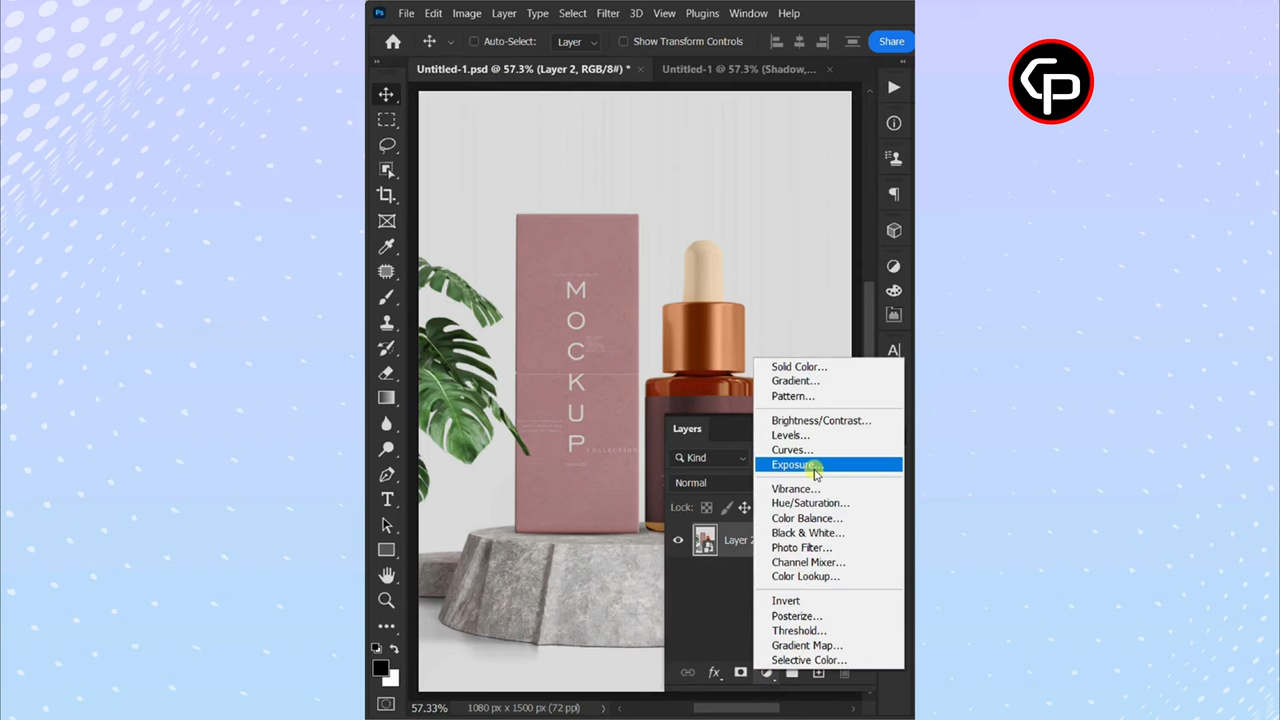 Ps File Edit Image Layer Type Select Filter 3D View Plugins Window Help
Auto-Select: Layer Show Transform Controls Share
Untitled-1.psd @ 57.3% (Layer 2, RGB/8#) * × Untitled-1 @ 57.3% (Shadow,... ×
MOCKUP
COLLECTION
Layers
Kind
Normal
Lock:
Layer 2
Solid Color...
Gradient...
Pattern...
Brightness/Contrast...
Levels...
Curves...
Exposure...
Vibrance...
Hue/Saturation...
Color Balance...
Black & White...
Photo Filter...
Channel Mixer...
Color Lookup...
Invert
Posterize...
Threshold...
Gradient Map...
Selective Color...
fx
57.33% 1080 px x 1500 px (72 ppi)